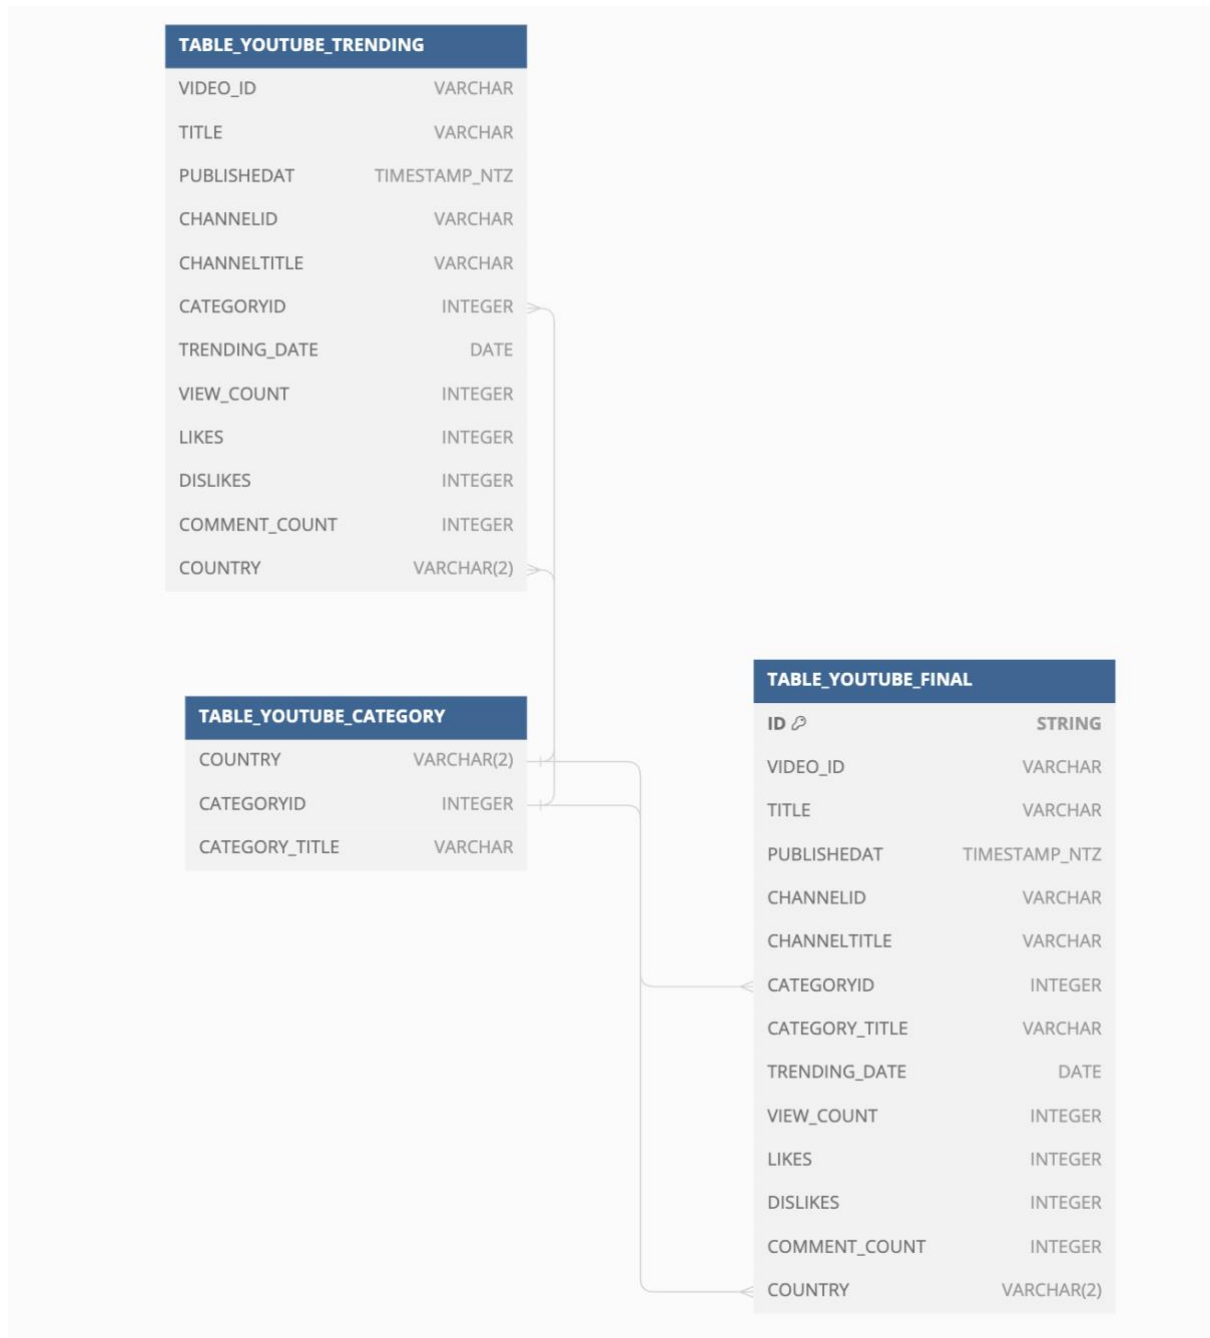 TABLE_YOUTUBE_TRENDING
VIDEO_ID VARCHAR
TITLE VARCHAR
PUBLISHEDAT TIMESTAMP_NTZ
CHANNELID VARCHAR
CHANNELTITLE VARCHAR
CATEGORYID INTEGER
TRENDING_DATE DATE
VIEW_COUNT INTEGER
LIKES INTEGER
DISLIKES INTEGER
COMMENT_COUNT INTEGER
COUNTRY VARCHAR(2)
TABLE_YOUTUBE_CATEGORY
COUNTRY VARCHAR(2)
CATEGORYID INTEGER
CATEGORY_TITLE VARCHAR
TABLE_YOUTUBE_FINAL
ID STRING
VIDEO_ID VARCHAR
TITLE VARCHAR
PUBLISHEDAT TIMESTAMP_NTZ
CHANNELID VARCHAR
CHANNELTITLE VARCHAR
CATEGORYID INTEGER
CATEGORY_TITLE VARCHAR
TRENDING_DATE DATE
VIEW_COUNT INTEGER
LIKES INTEGER
DISLIKES INTEGER
COMMENT_COUNT INTEGER
COUNTRY VARCHAR(2)